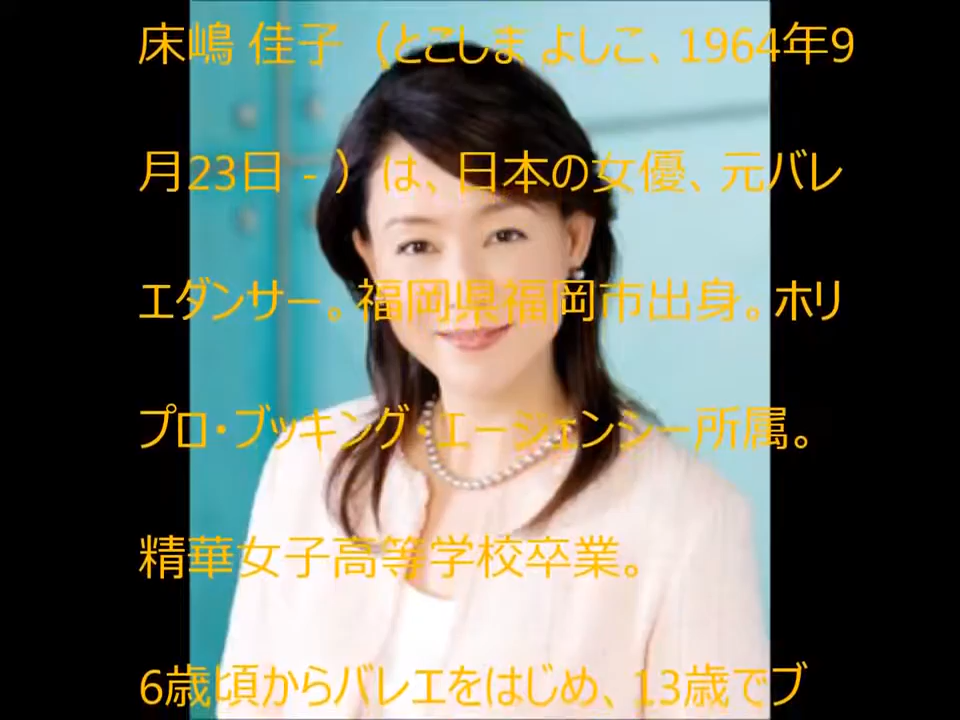 床嶋 佳子 (とこしま よしこ、1964年9
月23日 - ) は、日本の女優、元バレ
エダンサー。福岡県福岡市出身。ホリ
プロ・ブッキング・エージェンシー所属。
精華女子高等学校卒業。
6歳頃からバレエをはじめ、13歳でブ